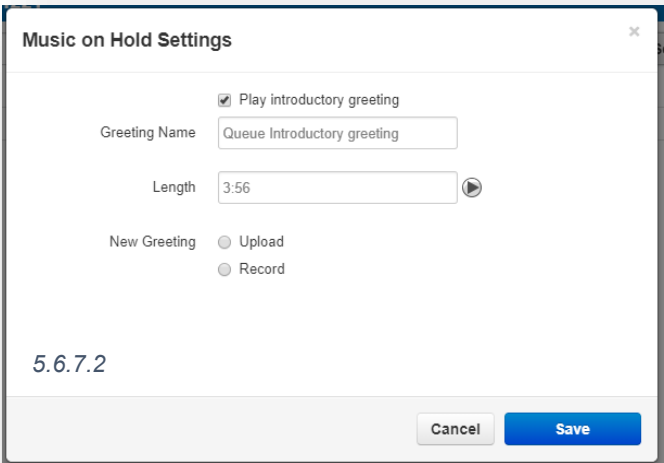 Music on Hold Settings ×
Play introductory greeting
Greeting Name Queue Introductory greeting
Length 3:56
New Greeting Upload
Record
5.6.7.2
Cancel Save